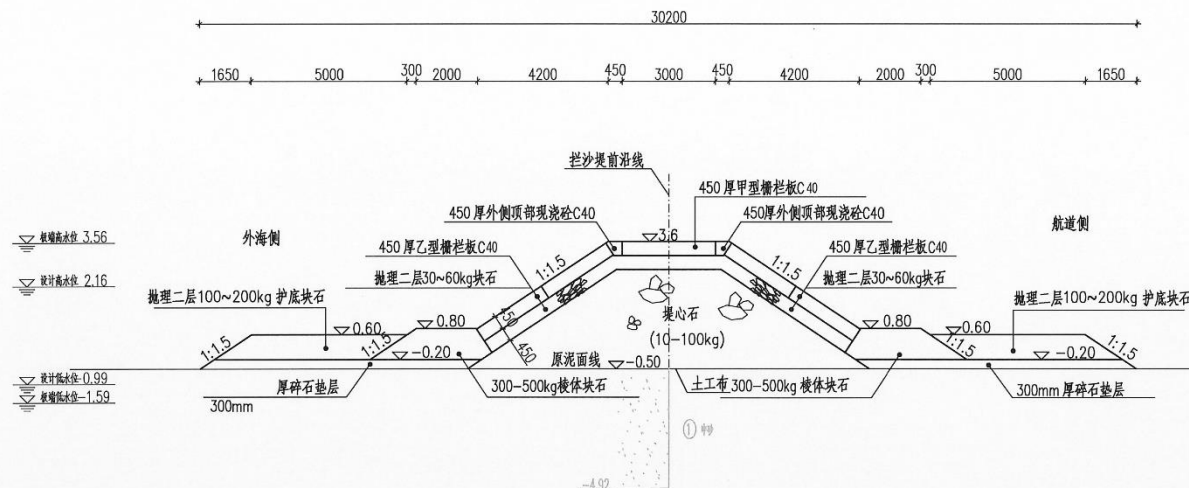 30200
1650 5000 300 2000 4200 450 3000 450 4200 2000 300 5000 1650
拦沙堤前沿线
450厚甲型栅栏板C40
450厚外侧顶部现浇砼C40 450厚外侧顶部现浇砼C40
外海侧 航道侧
极端高水位 3.56
3.6
450厚乙型栅栏板C40 450厚乙型栅栏板C40
1:1.5 1:1.5
抛理二层30~60kg块石 抛理二层30~60kg块石
设计高水位 2.16
抛理二层100~200kg 护底块石 抛理二层100~200kg 护底块石
堤心石
(10-100kg)
0.60 0.80 450 0.80 0.60
1:1.5 1:1.5 -0.20 450 -0.20 1:1.5
原泥面线 -0.50
设计低水位-0.99
极端低水位-1.59
厚碎石垫层 300-500kg棱体块石 土工布 300-500kg棱体块石 300mm厚碎石垫层
300mm
①
-4.92